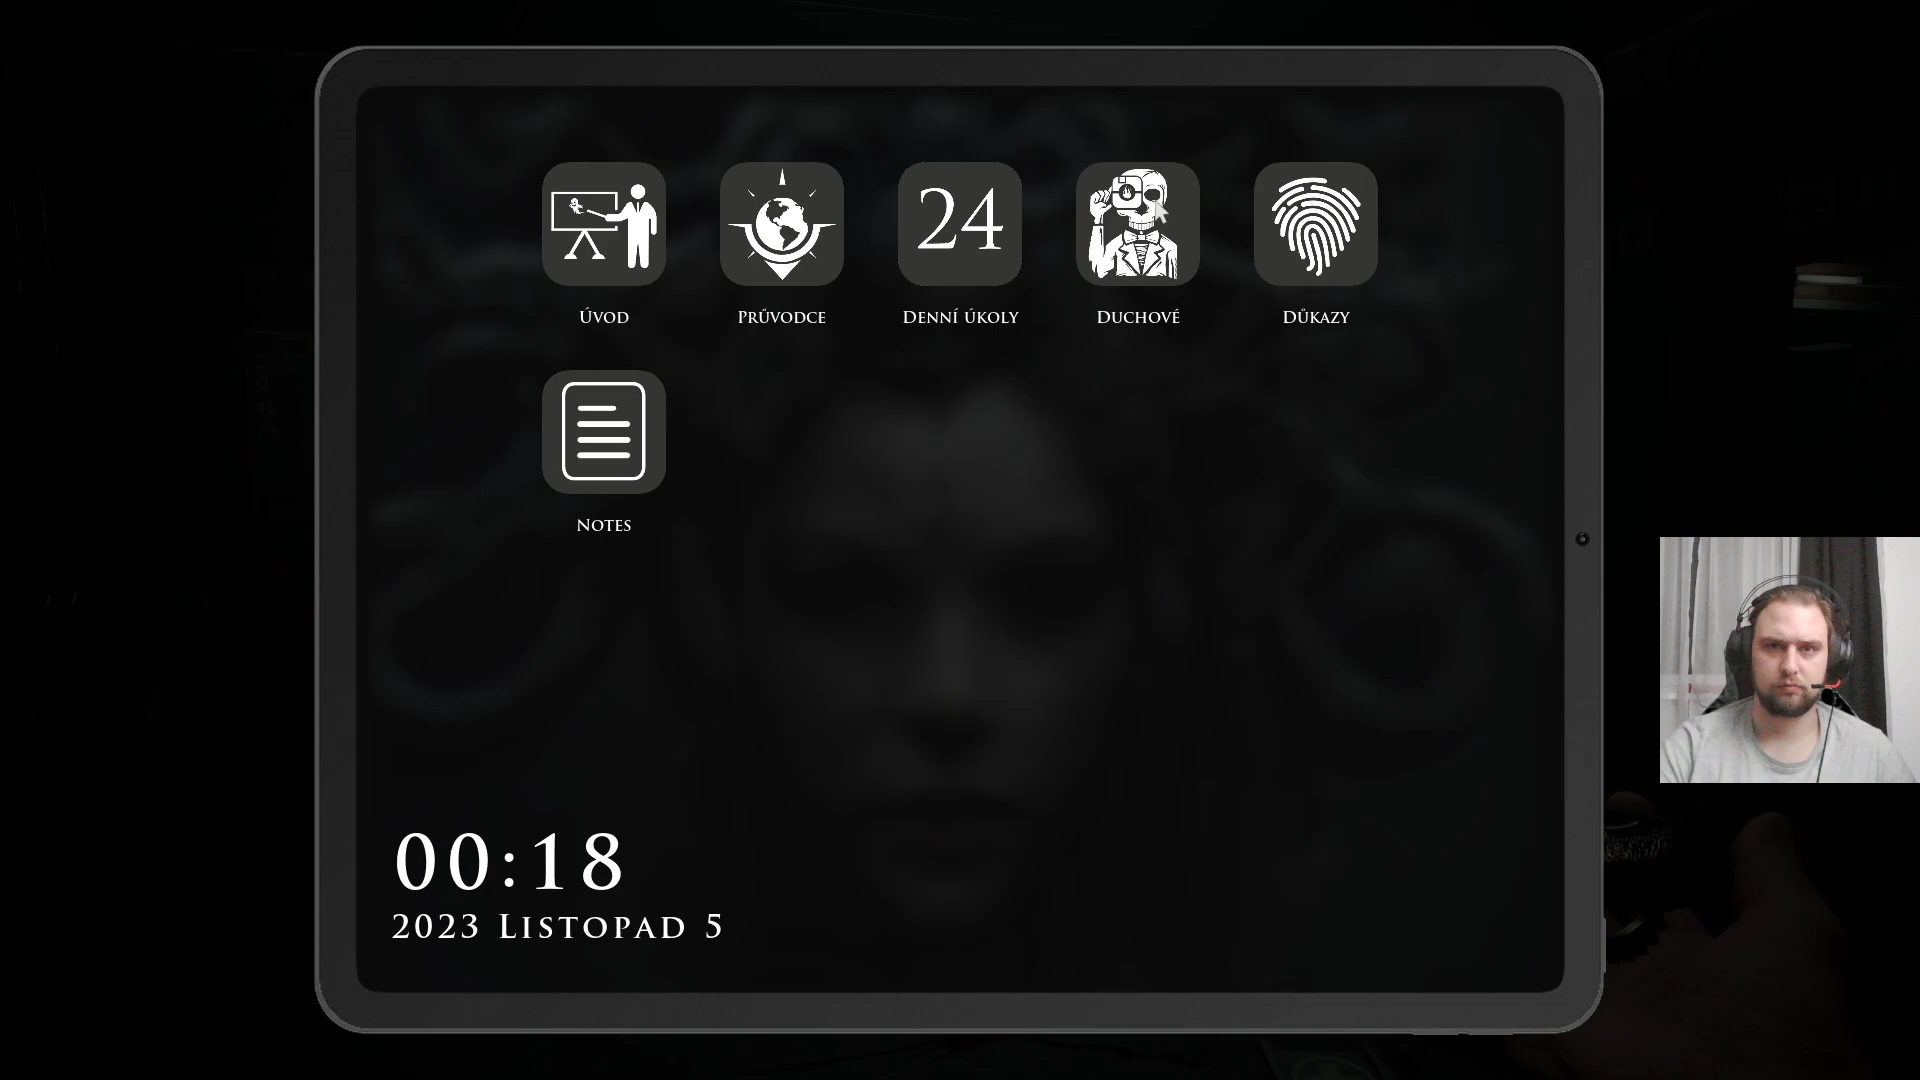 24
Úvod
Průvodce
Denní úkoly
Duchové
Důkazy
Notes
00:18
2023 Listopad 5